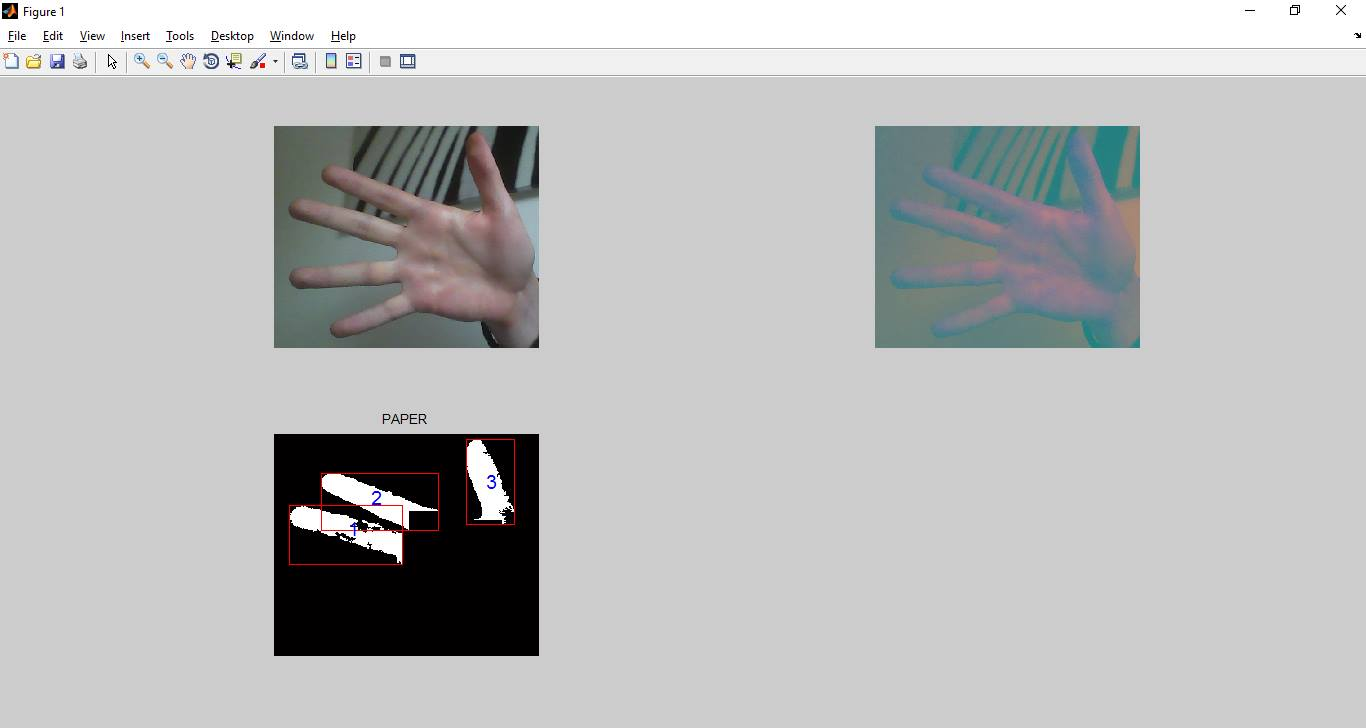 Figure 1
File Edit View Insert Tools Desktop Window Help
PAPER
3
2
1